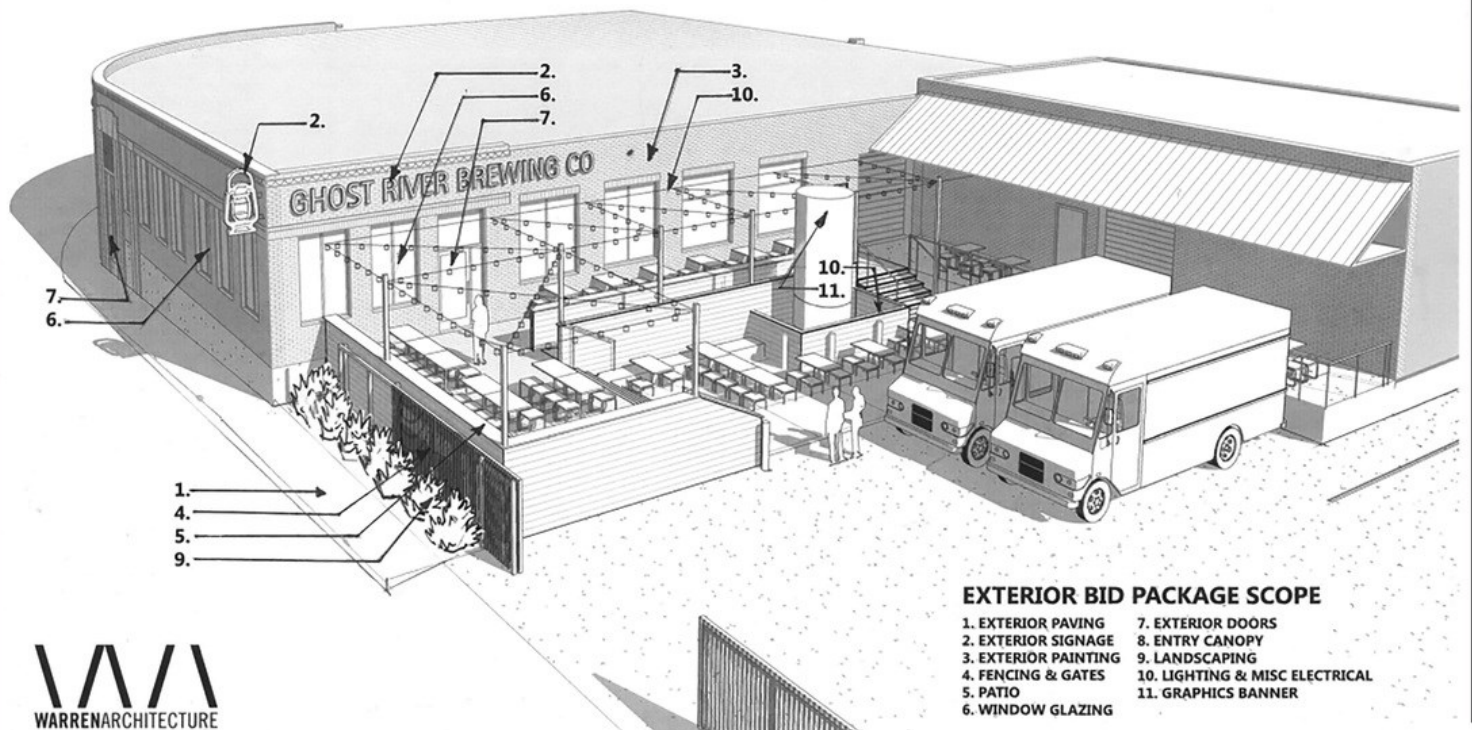 2.
6.
7.
3.
10.
2.
GHOST RIVER BREWING CO
7.
6.
10.
11.
1.
4.
5.
9.
EXTERIOR BID PACKAGE SCOPE
1. EXTERIOR PAVING
2. EXTERIOR SIGNAGE
3. EXTERIOR PAINTING
4. FENCING & GATES
5. PATIO
6. WINDOW GLAZING
7. EXTERIOR DOORS
8. ENTRY CANOPY
9. LANDSCAPING
10. LIGHTING & MISC ELECTRICAL
11. GRAPHICS BANNER
WA
WARRENARCHITECTURE